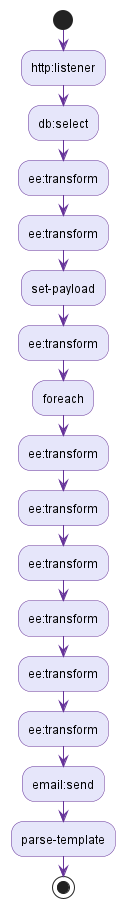 http:listener
db:select
ee:transform
ee:transform
set-payload
ee:transform
foreach
ee:transform
ee:transform
ee:transform
ee:transform
ee:transform
ee:transform
email:send
parse-template